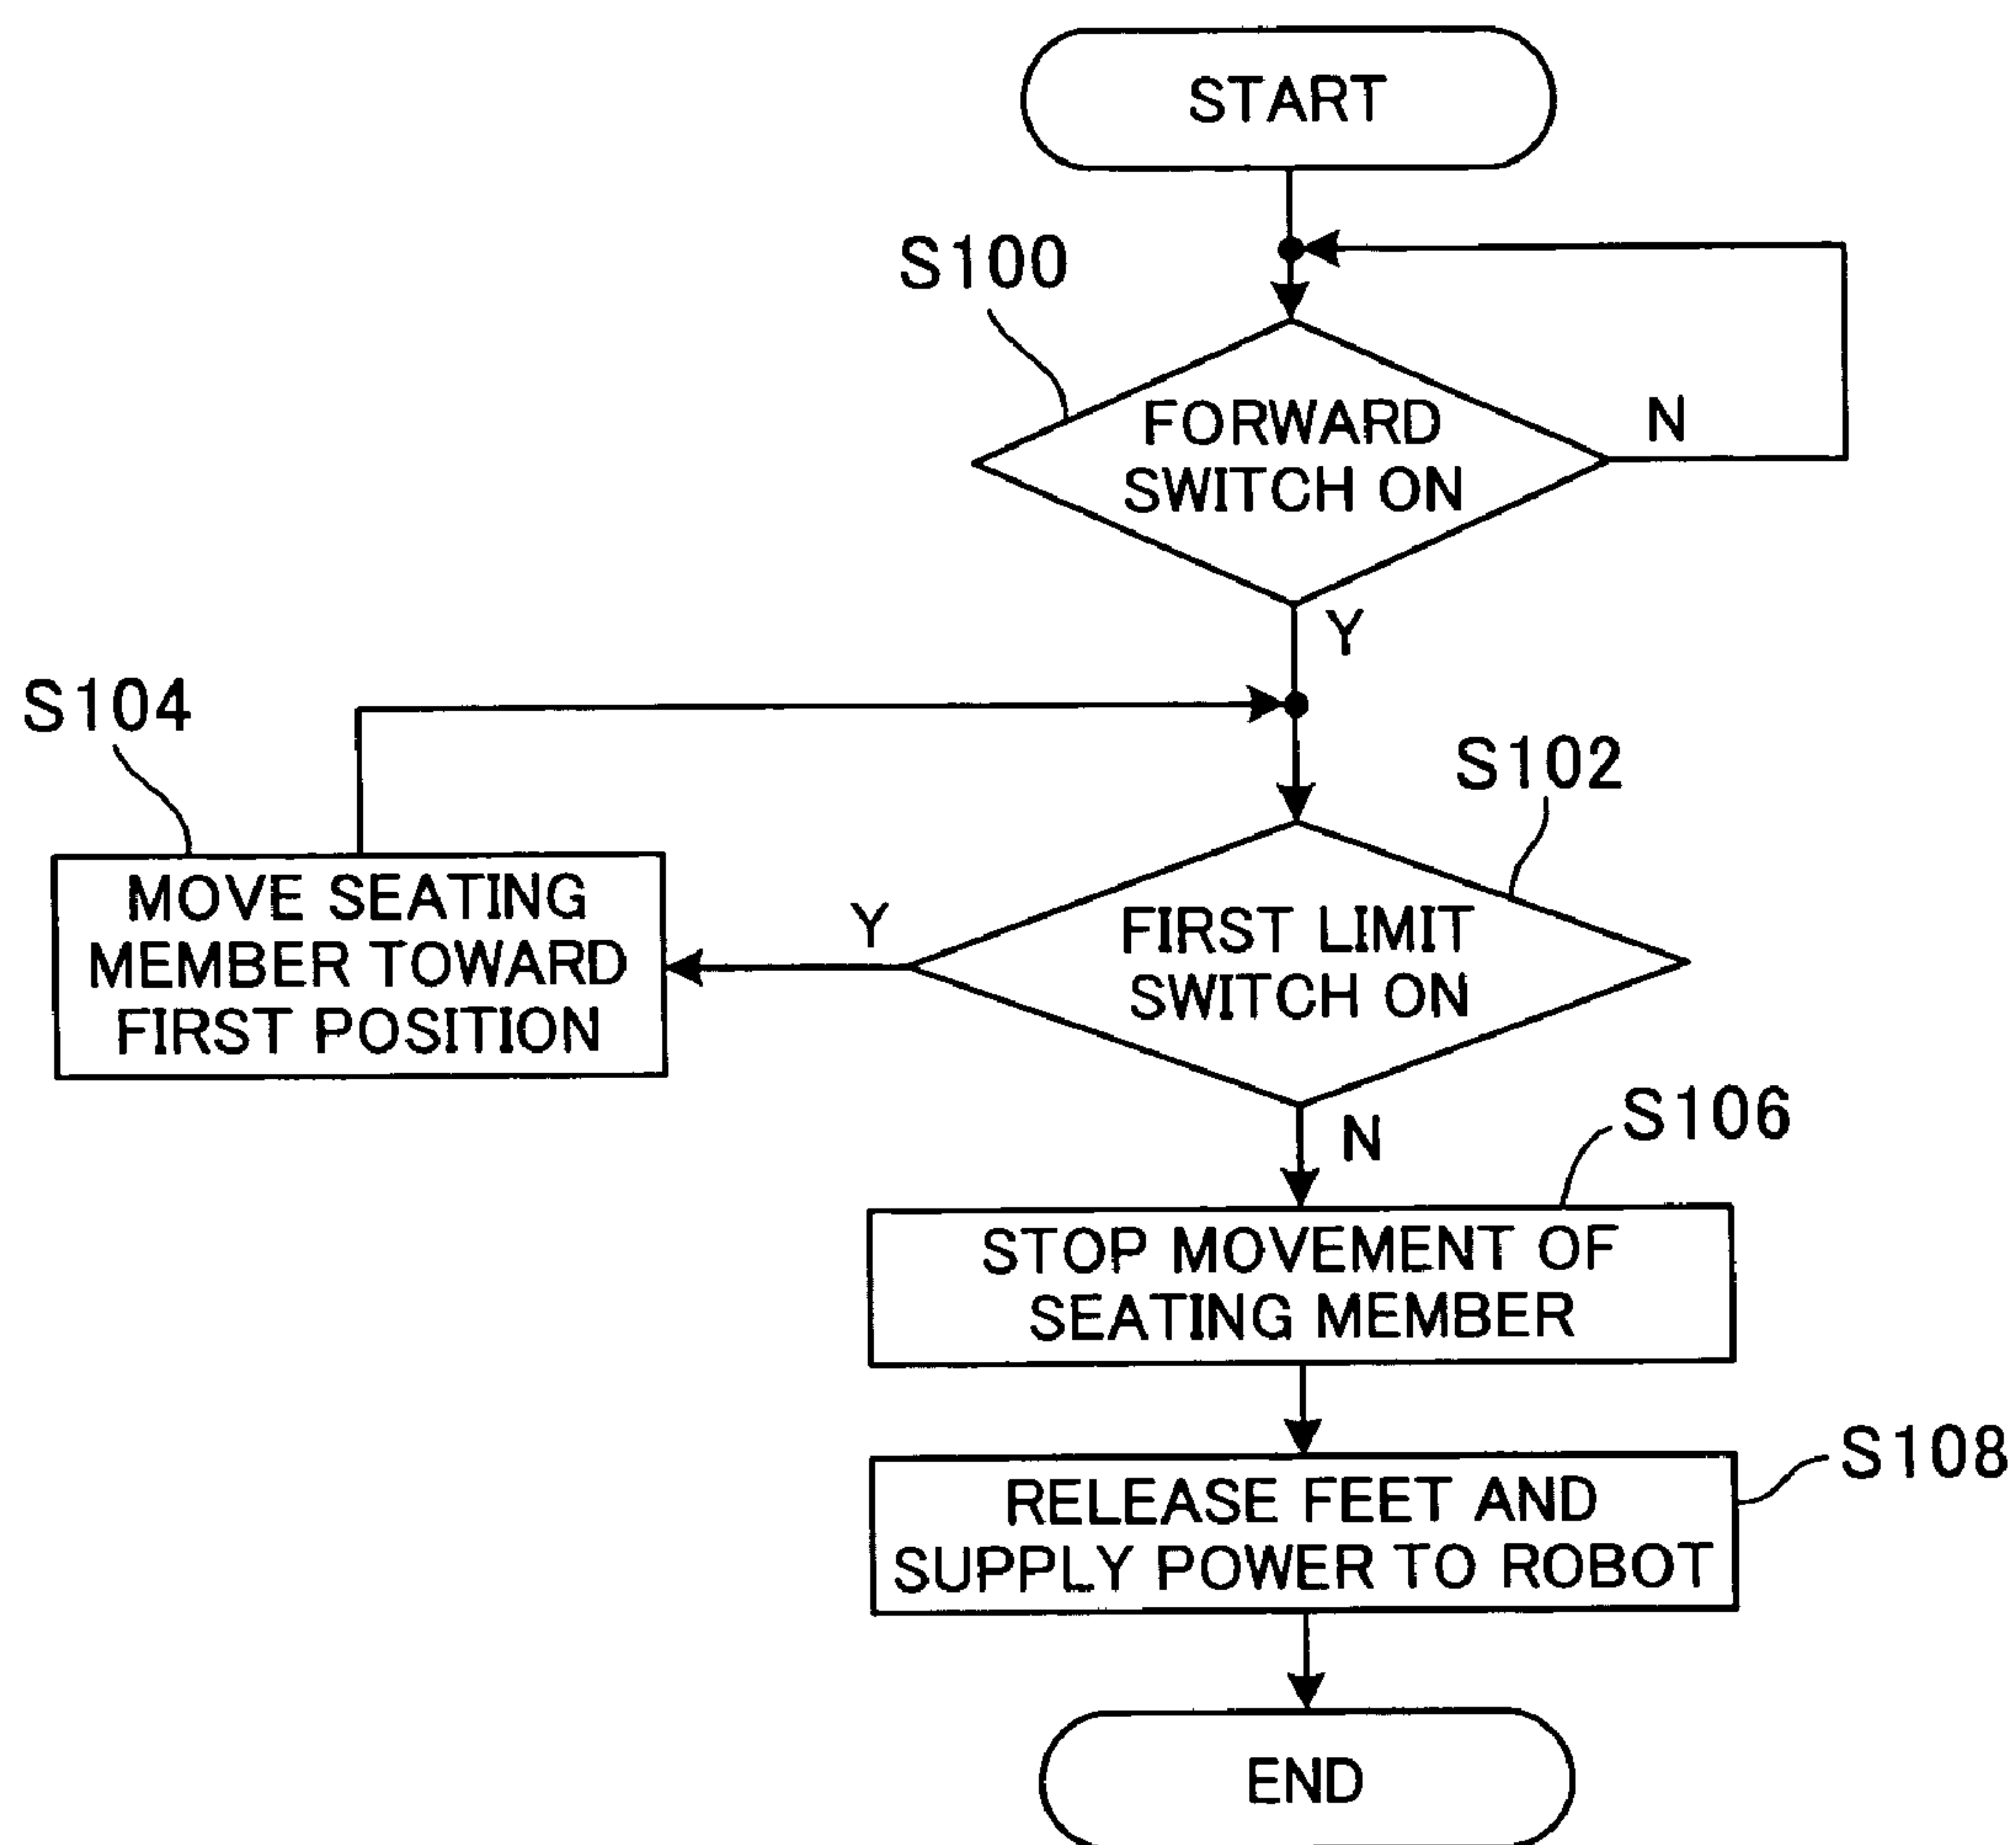 START
S100
FORWARD
SWITCH ON
N
Y
S104
S102
MOVE SEATING
MEMBER TOWARD
FIRST POSITION
Y
FIRST LIMIT
SWITCH ON
N
S106
STOP MOVEMENT OF
SEATING MEMBER
S108
RELEASE FEET AND
SUPPLY POWER TO ROBOT
END